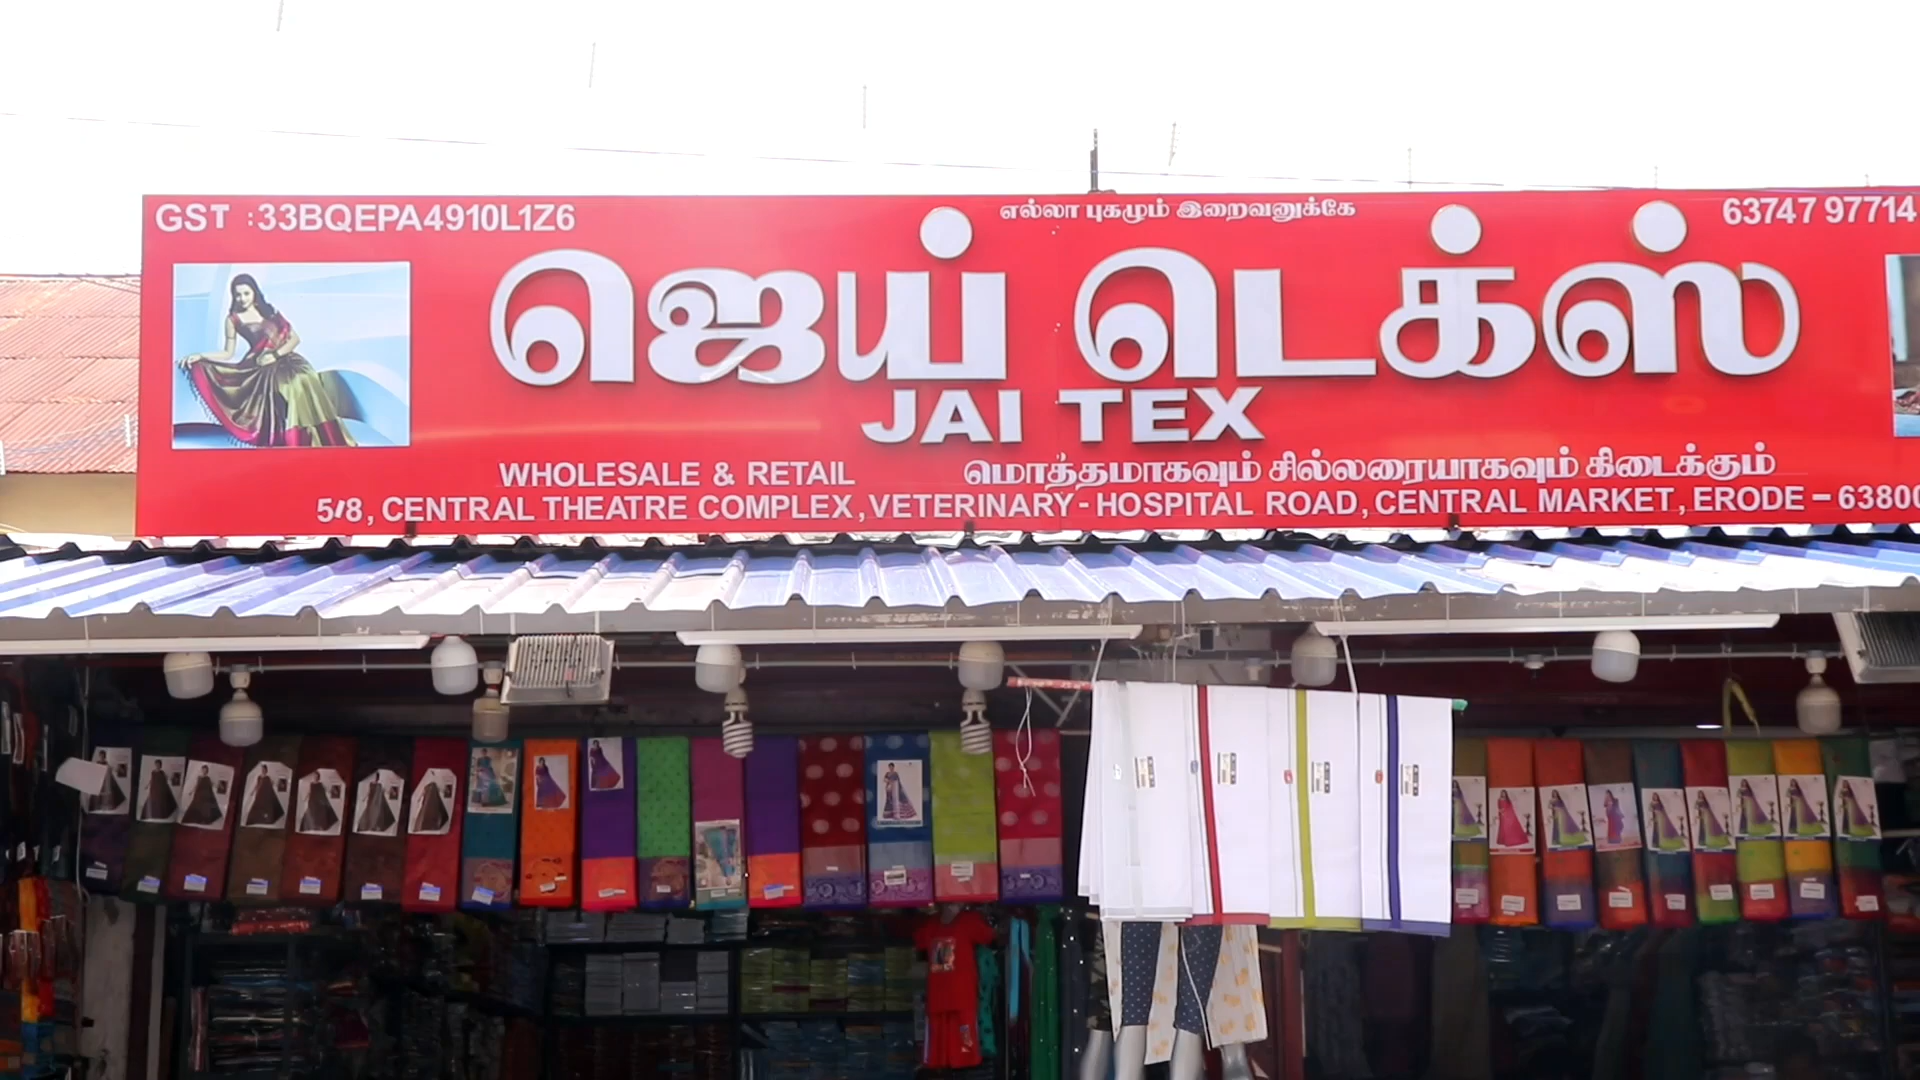 GST :33BQEPA4910L1Z6
எல்லா புகழும் இறைவனுக்கே
63747 97714
ஜெய் டெக்ஸ்
JAI TEX
WHOLESALE & RETAIL
மொத்தமாகவும் சில்லரையாகவும் கிடைக்கும்
5/8, CENTRAL THEATRE COMPLEX, VETERINARY - HOSPITAL ROAD, CENTRAL MARKET, ERODE - 63800